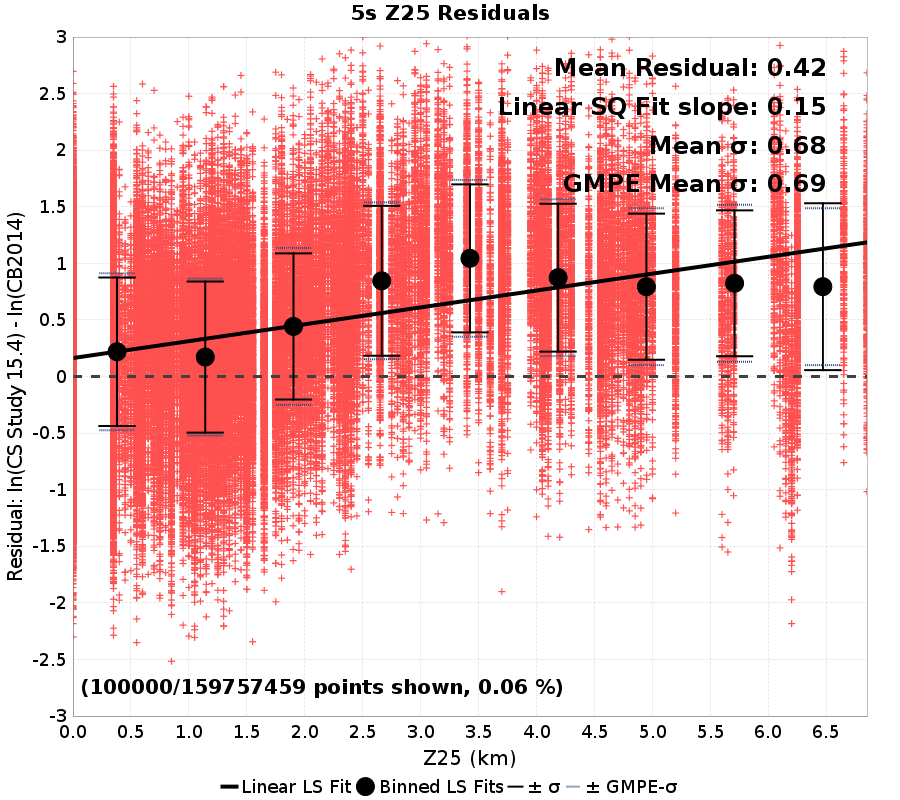 5s Z25 Residuals
Residual: ln(CS Study 15.4) - ln(CB2014)
3
2.5
2
1.5
1
0.5
0
-0.5
-1
-1.5
-2
-2.5
-3
Mean Residual: 0.42
Linear SQ Fit slope: 0.15
Mean σ: 0.68
GMPE Mean σ: 0.69
(100000/159757459 points shown, 0.06 %)
0.0 0.5 1.0 1.5 2.0 2.5 3.0 3.5 4.0 4.5 5.0 5.5 6.0 6.5
Z25 (km)
Linear LS Fit Binned LS Fits ± σ ± GMPE-σ